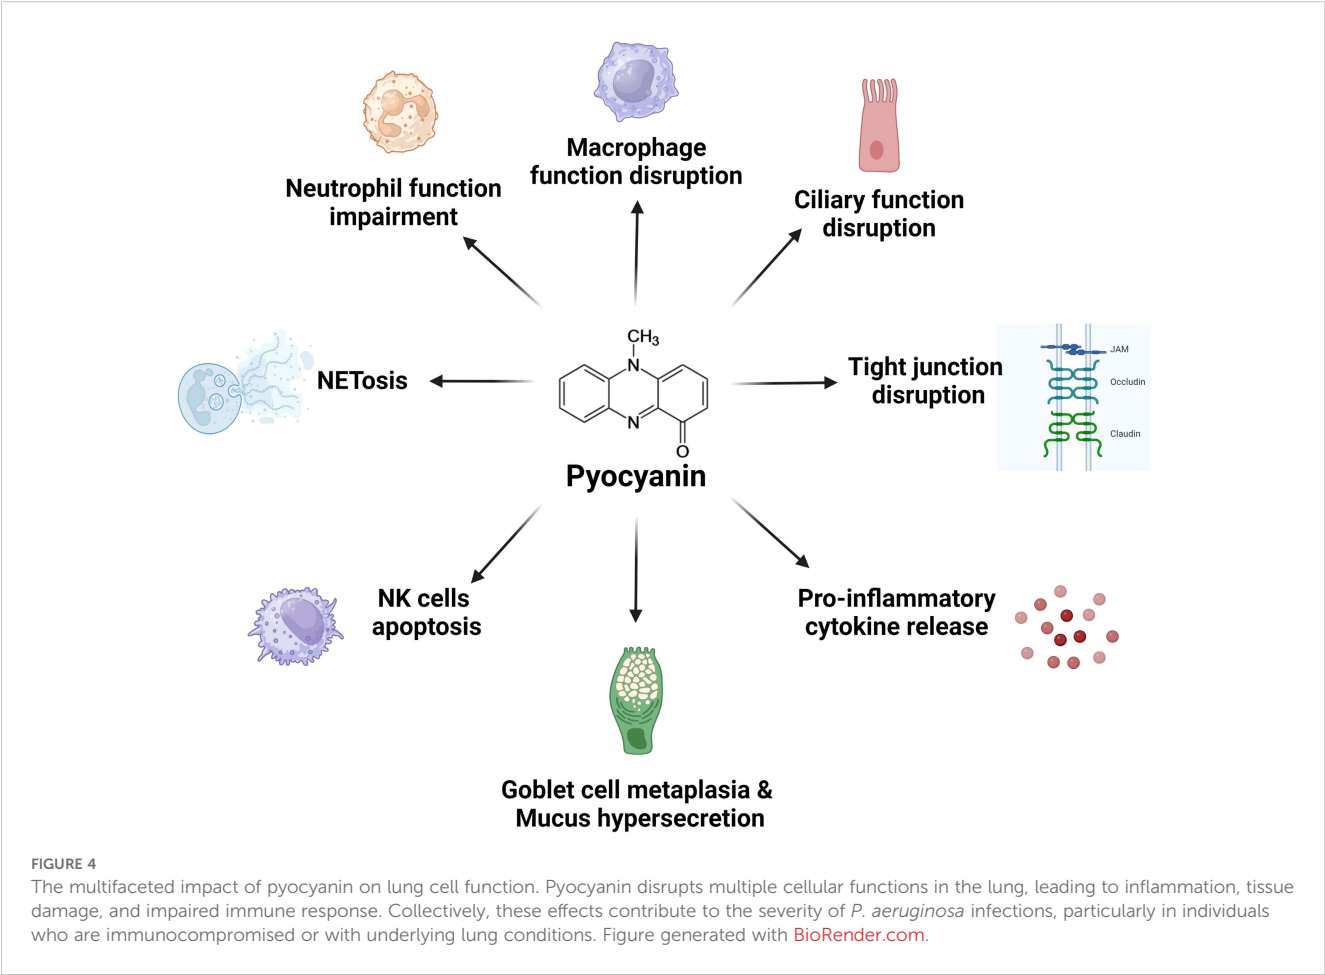 Macrophage
function disruption
Neutrophil function
impairment
Ciliary function
disruption
NETosis
CH3
N
N
O
Pyocyanin
Tight junction
disruption
JAM
Occludin
Claudin
NK cells
apoptosis
Pro-inflammatory
cytokine release
Goblet cell metaplasia &
Mucus hypersecretion
FIGURE 4
The multifaceted impact of pyocyanin on lung cell function. Pyocyanin disrupts multiple cellular functions in the lung, leading to inflammation, tissue
damage, and impaired immune response. Collectively, these effects contribute to the severity of P. aeruginosa infections, particularly in individuals
who are immunocompromised or with underlying lung conditions. Figure generated with BioRender.com.